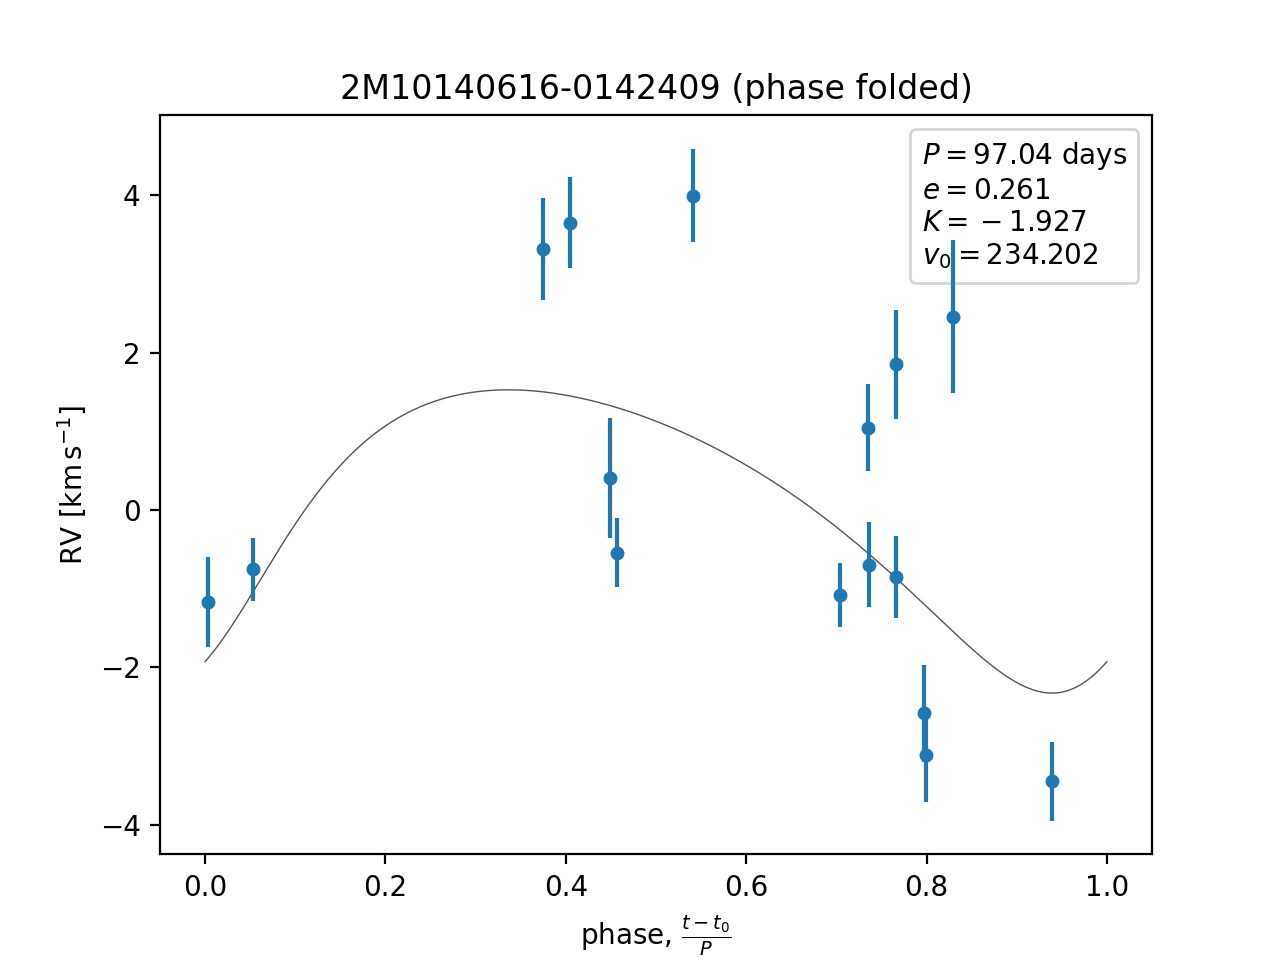 2M10140616-0142409 (phase folded)
P = 97.04 days
e = 0.261
K = −1.927
v₀ = 234.202
RV [km s⁻¹]
4
2
0
−2
−4
0.0 0.2 0.4 0.6 0.8 1.0
phase, (t − t₀)/P